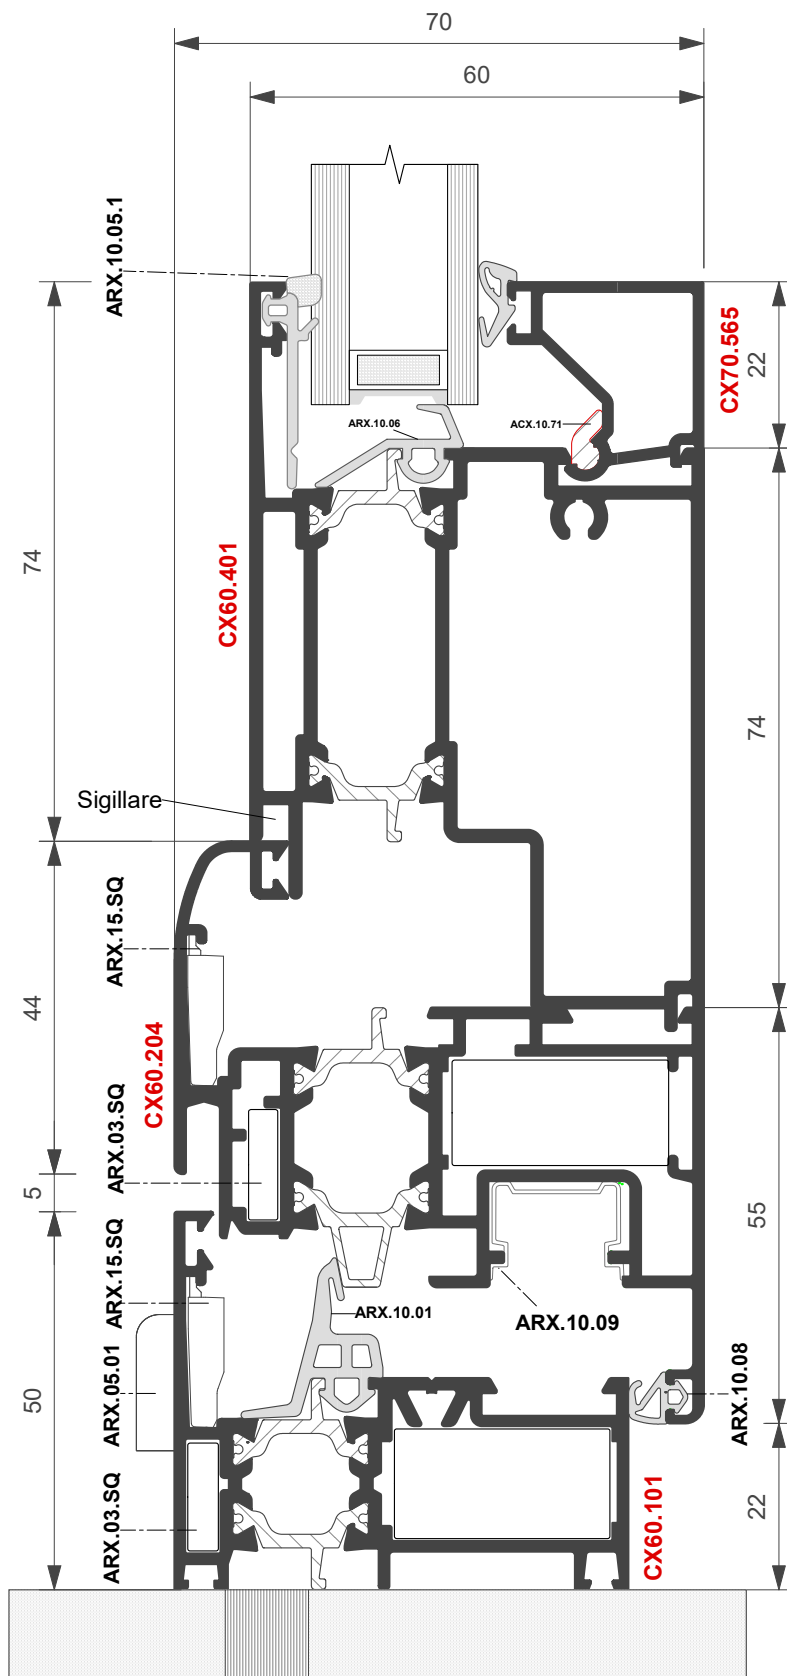 70
60
ARX.10.05.1
CX70.565
22
ARX.10.06
ACX.10.71
74
CX60.401
74
Sigillare
ARX.15.SQ
44
CX60.204
ARX.03.SQ
5
55
ARX.15.SQ
ARX.10.01
ARX.10.09
ARX.05.01
ARX.10.08
50
ARX.03.SQ
CX60.101
22